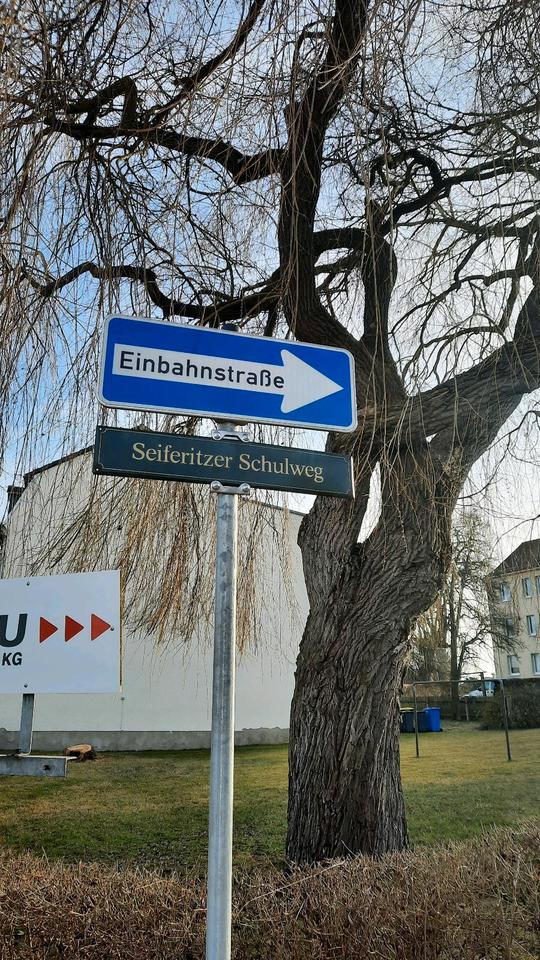 Einbahnstraße
Seiferitzer Schulweg
U
KG